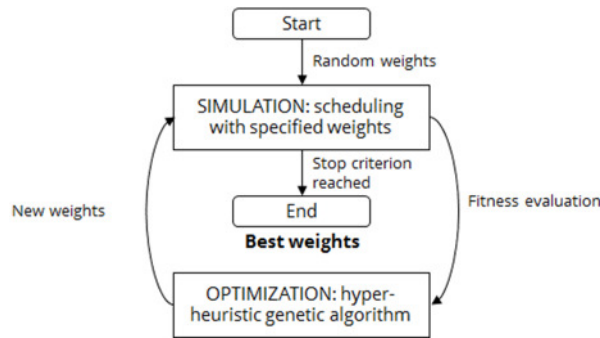 Start
Random weights
SIMULATION: scheduling
with specified weights
Stop criterion
reached
New weights
Fitness evaluation
End
Best weights
OPTIMIZATION: hyper-
heuristic genetic algorithm